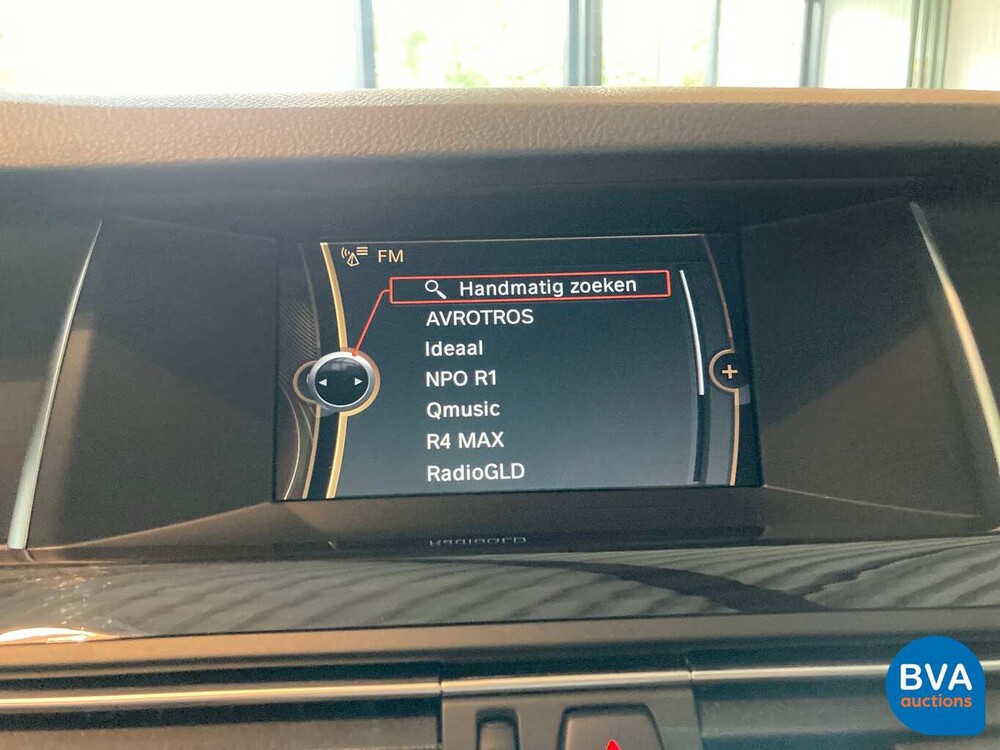 FM
Handmatig zoeken
AVROTROS
Ideaal
NPO R1
Qmusic
R4 MAX
RadioGLD
BVA
auctions